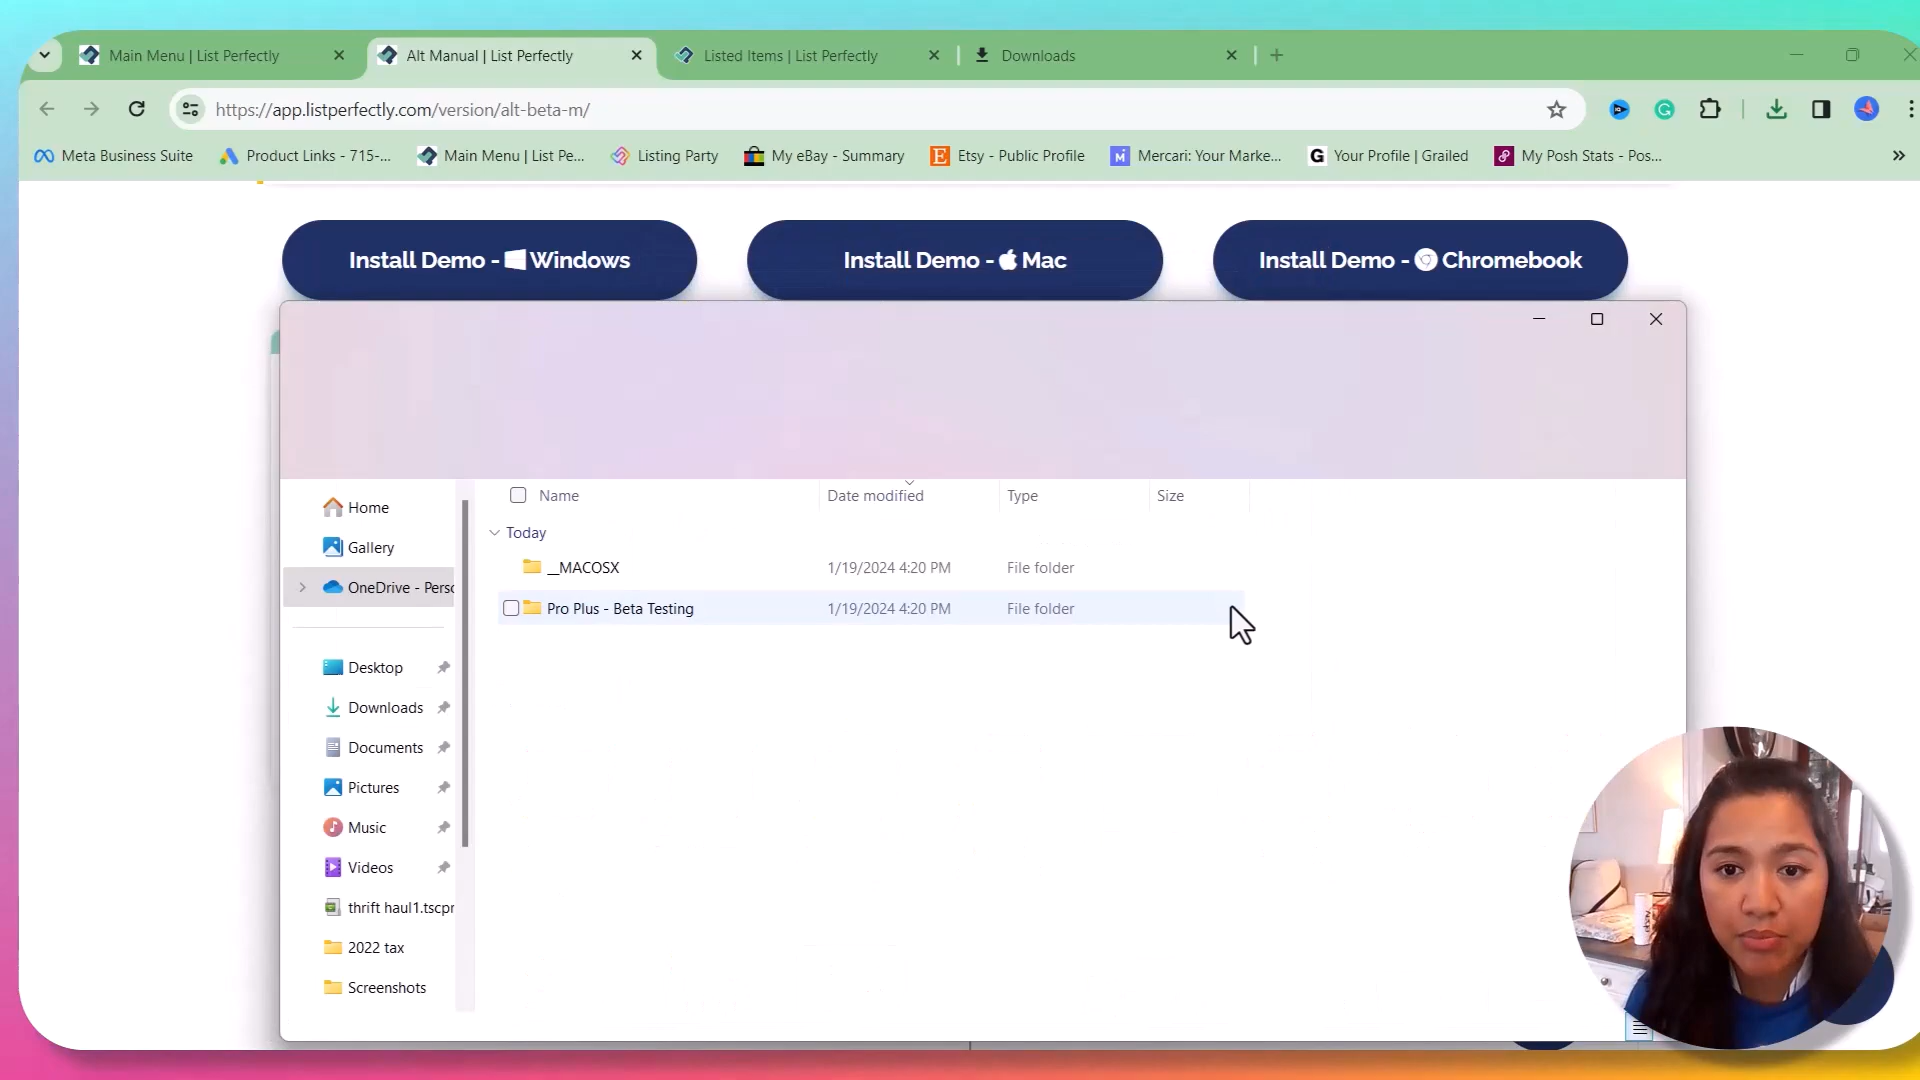 Main Menu | List Perfectly
Alt Manual | List Perfectly
Listed Items | List Perfectly
Downloads
https://app.listperfectly.com/version/alt-beta-m/
Meta Business Suite
Product Links - 715-...
Main Menu | List Pe...
Listing Party
My eBay - Summary
Etsy - Public Profile
Mercari: Your Marke...
Your Profile | Grailed
My Posh Stats - Pos...
Install Demo - Windows
Install Demo - Mac
Install Demo - Chromebook
Name
Date modified
Type
Size
Today
__MACOSX
1/19/2024 4:20 PM
File folder
Pro Plus - Beta Testing
1/19/2024 4:20 PM
File folder
Home
Gallery
OneDrive - Perso
Desktop
Downloads
Documents
Pictures
Music
Videos
thrift haul1.tscpr
2022 tax
Screenshots